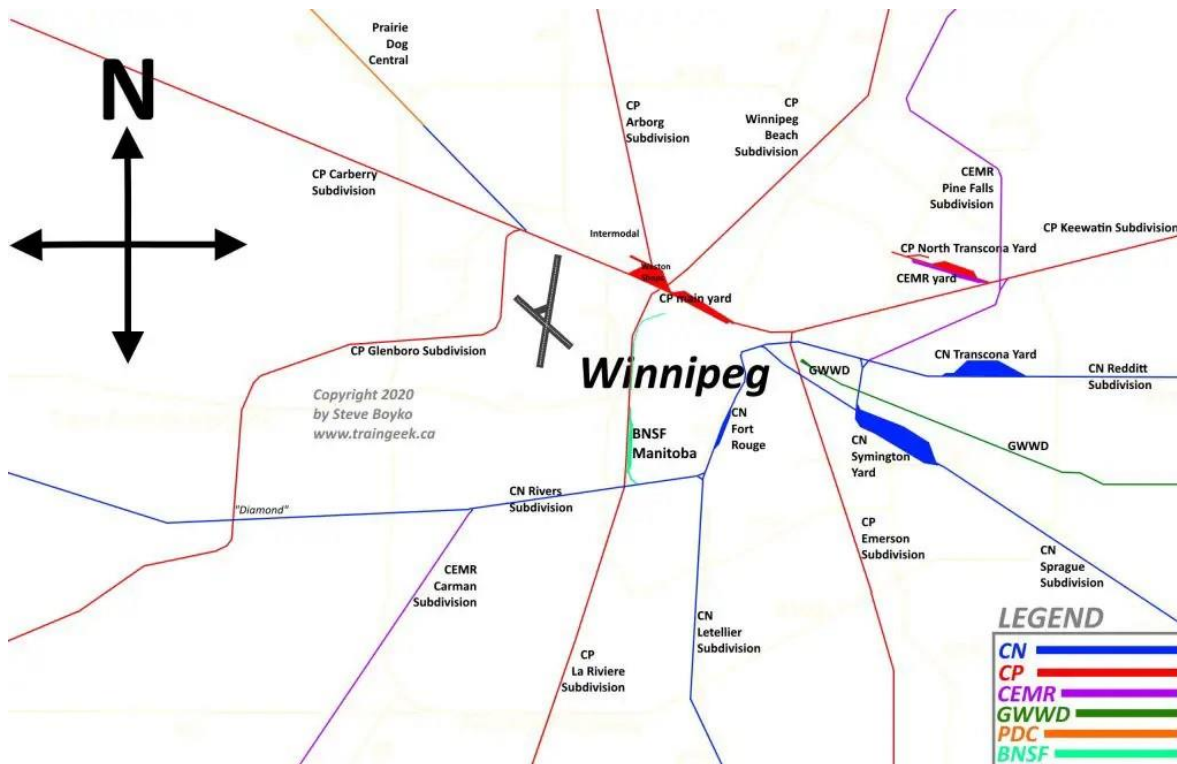 Prairie
Dog
Central
N
CP
Arborg
Subdivision
CP
Winnipeg
Beach
Subdivision
CP Carberry
Subdivision
CEMR
Pine Falls
Subdivision
CP Keewatin Subdivision
Intermodal
CP North Transcona Yard
Weston
Shops
CEMR yard
CP main yard
CP Glenboro Subdivision
Winnipeg
GWWD
CN Transcona Yard
CN Redditt
Subdivision
Copyright 2020
by Steve Boyko
www.traingeek.ca
BNSF
Manitoba
CN
Fort
Rouge
CN
Symington
Yard
GWWD
CN Rivers
Subdivision
"Diamond"
CP
Emerson
Subdivision
CN
Sprague
Subdivision
CEMR
Carman
Subdivision
CN
Letellier
Subdivision
CP
La Riviere
Subdivision
LEGEND
CN
CP
CEMR
GWWD
PDC
BNSF